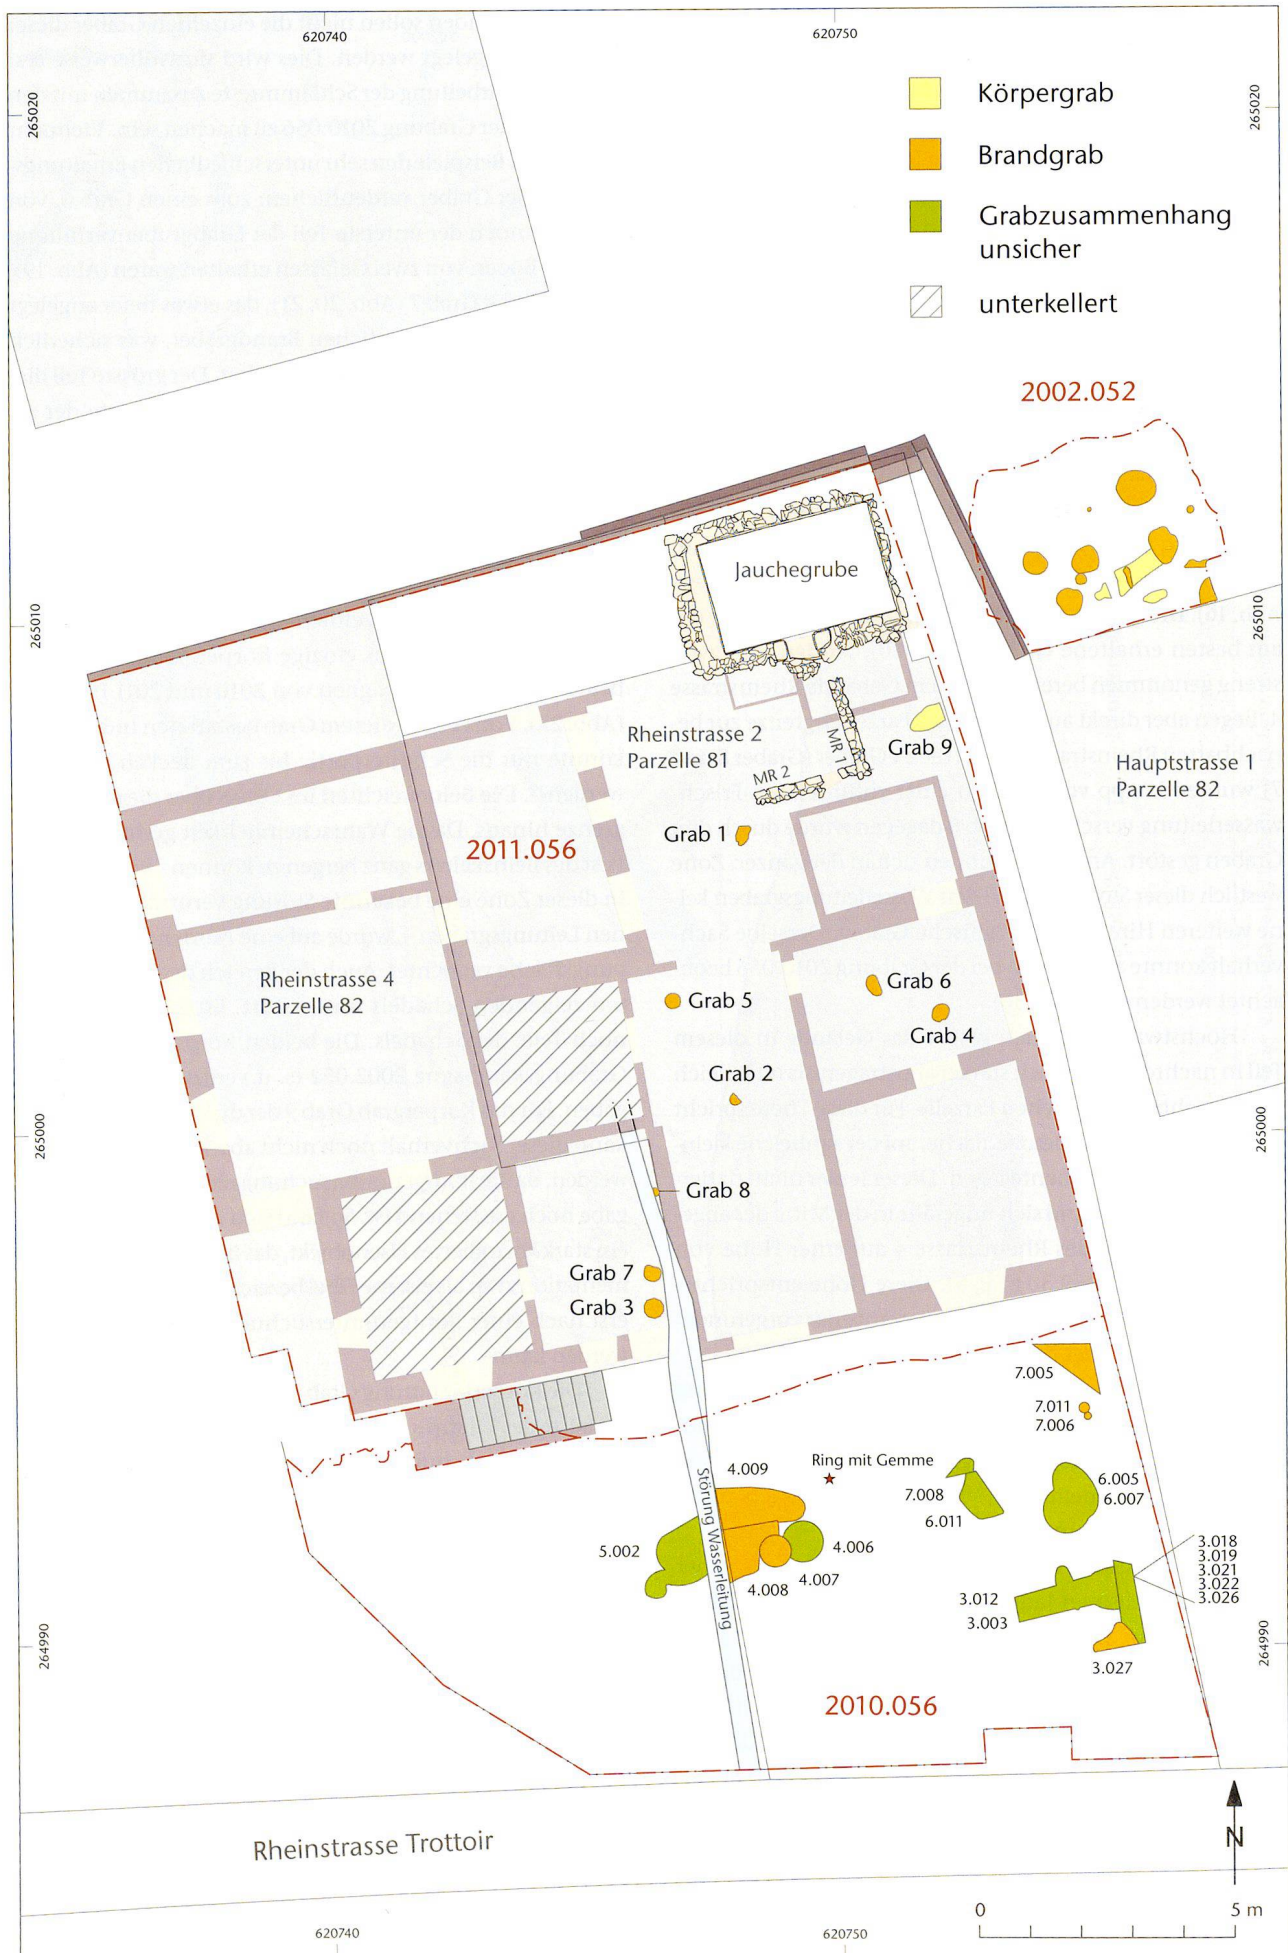 620740
620750
265020
265020
Körpergrab
Brandgrab
Grabzusammenhang
unsicher
unterkellert
2002.052
Jauchegrube
265010
265010
Rheinstrasse 2
Parzelle 81
MR 1
MR 2
Grab 9
Hauptstrasse 1
Parzelle 82
Grab 1
2011.056
Rheinstrasse 4
Parzelle 82
Grab 5
Grab 6
Grab 4
Grab 2
265000
265000
Grab 8
Grab 7
Grab 3
7.005
7.011
7.006
Ring mit Gemme
4.009
7.008
6.011
6.005
6.007
5.002
4.006
4.007
4.008
Störung Wasserleitung
3.018
3.019
3.021
3.022
3.026
3.012
3.003
3.027
264990
264990
2010.056
Rheinstrasse Trottoir
N
0 5 m
620740
620750